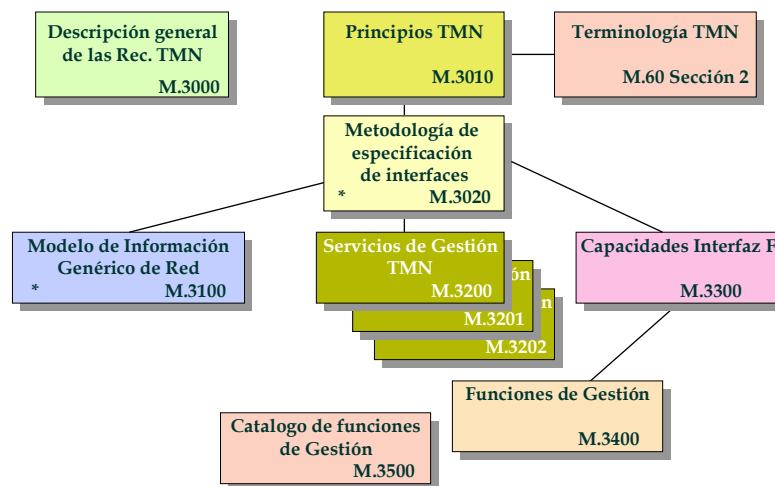 Descripción general
de las Rec. TMN
M.3000
Principios TMN
M.3010
Terminología TMN
M.60 Sección 2
Metodología de
especificación
de interfaces
* M.3020
Modelo de Información
Genérico de Red
* M.3100
Servicios de Gestión
TMN
M.3200
ón
M.3201
n
M.3202
Capacidades Interfaz F
M.3300
Funciones de Gestión
M.3400
Catalogo de funciones
de Gestión
M.3500